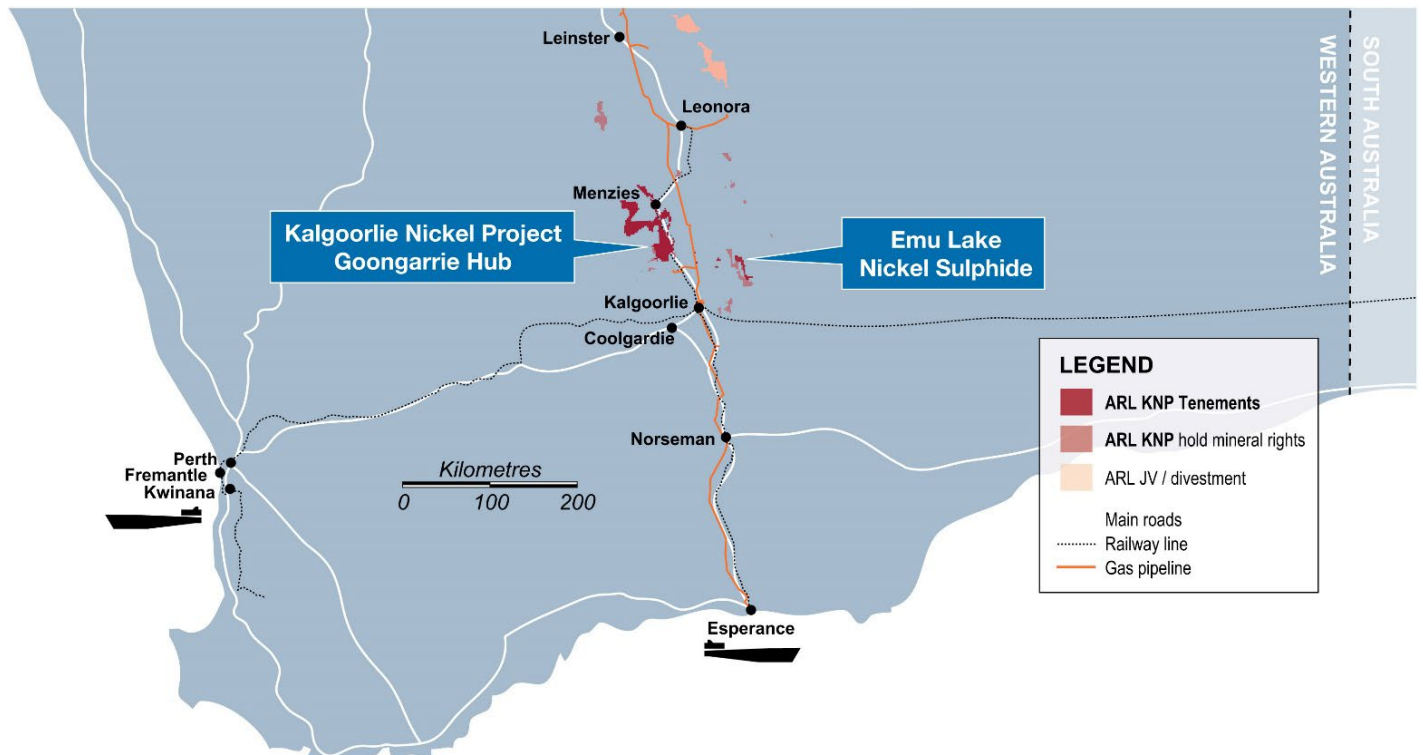 Leinster
Leonora
Menzies
Kalgoorlie Nickel Project
Goongarrie Hub
Emu Lake
Nickel Sulphide
WESTERN AUSTRALIA
SOUTH AUSTRALIA
Kalgoorlie
Coolgardie
Norseman
Perth
Fremantle
Kwinana
Kilometres
0 100 200
Esperance
LEGEND
ARL KNP Tenements
ARL KNP hold mineral rights
ARL JV / divestment
Main roads
Railway line
Gas pipeline